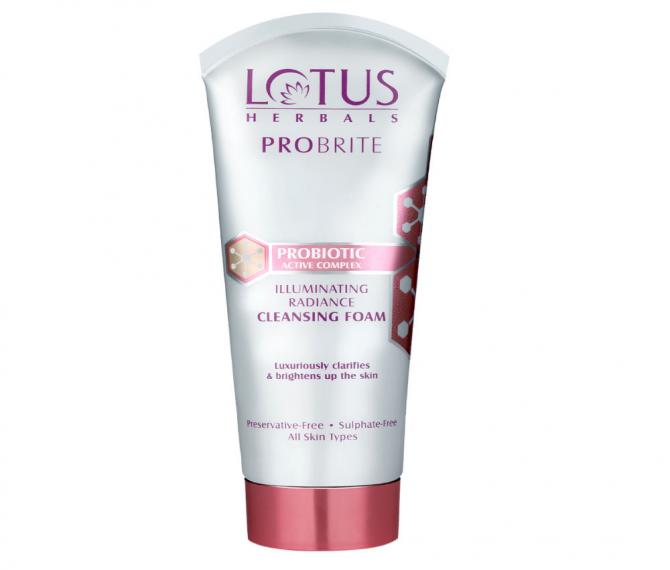 LOTUS
HERBALS
PROBRITE
PROBIOTIC
ACTIVE COMPLEX
ILLUMINATING
RADIANCE
CLEANSING FOAM
Luxuriously clarifies
& brightens up the skin
Preservative-Free • Sulphate-Free
All Skin Types